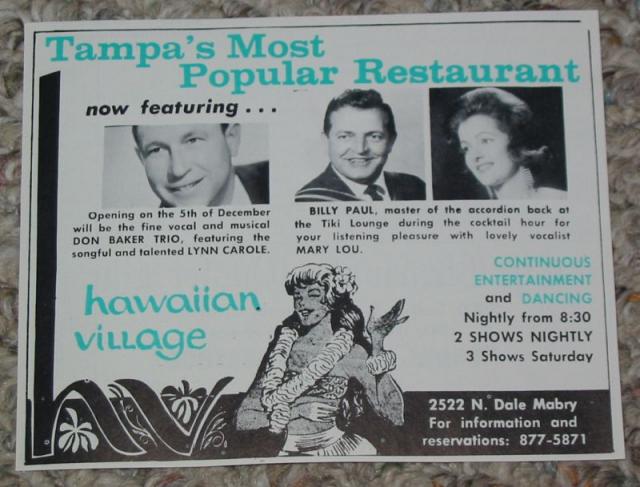 Tampa's Most
Popular Restaurant
now featuring...
Opening on the 5th of December
will be the fine vocal and musical
DON BAKER TRIO, featuring the
songful and talented LYNN CAROLE.
BILLY PAUL, master of the accordion back at
the Tiki Lounge during the cocktail hour for
your listening pleasure with lovely vocalist
MARY LOU.
CONTINUOUS
ENTERTAINMENT
and DANCING
Nightly from 8:30
2 SHOWS NIGHTLY
3 Shows Saturday
hawaiian
village
2522 N. Dale Mabry
For information and
reservations: 877-5871